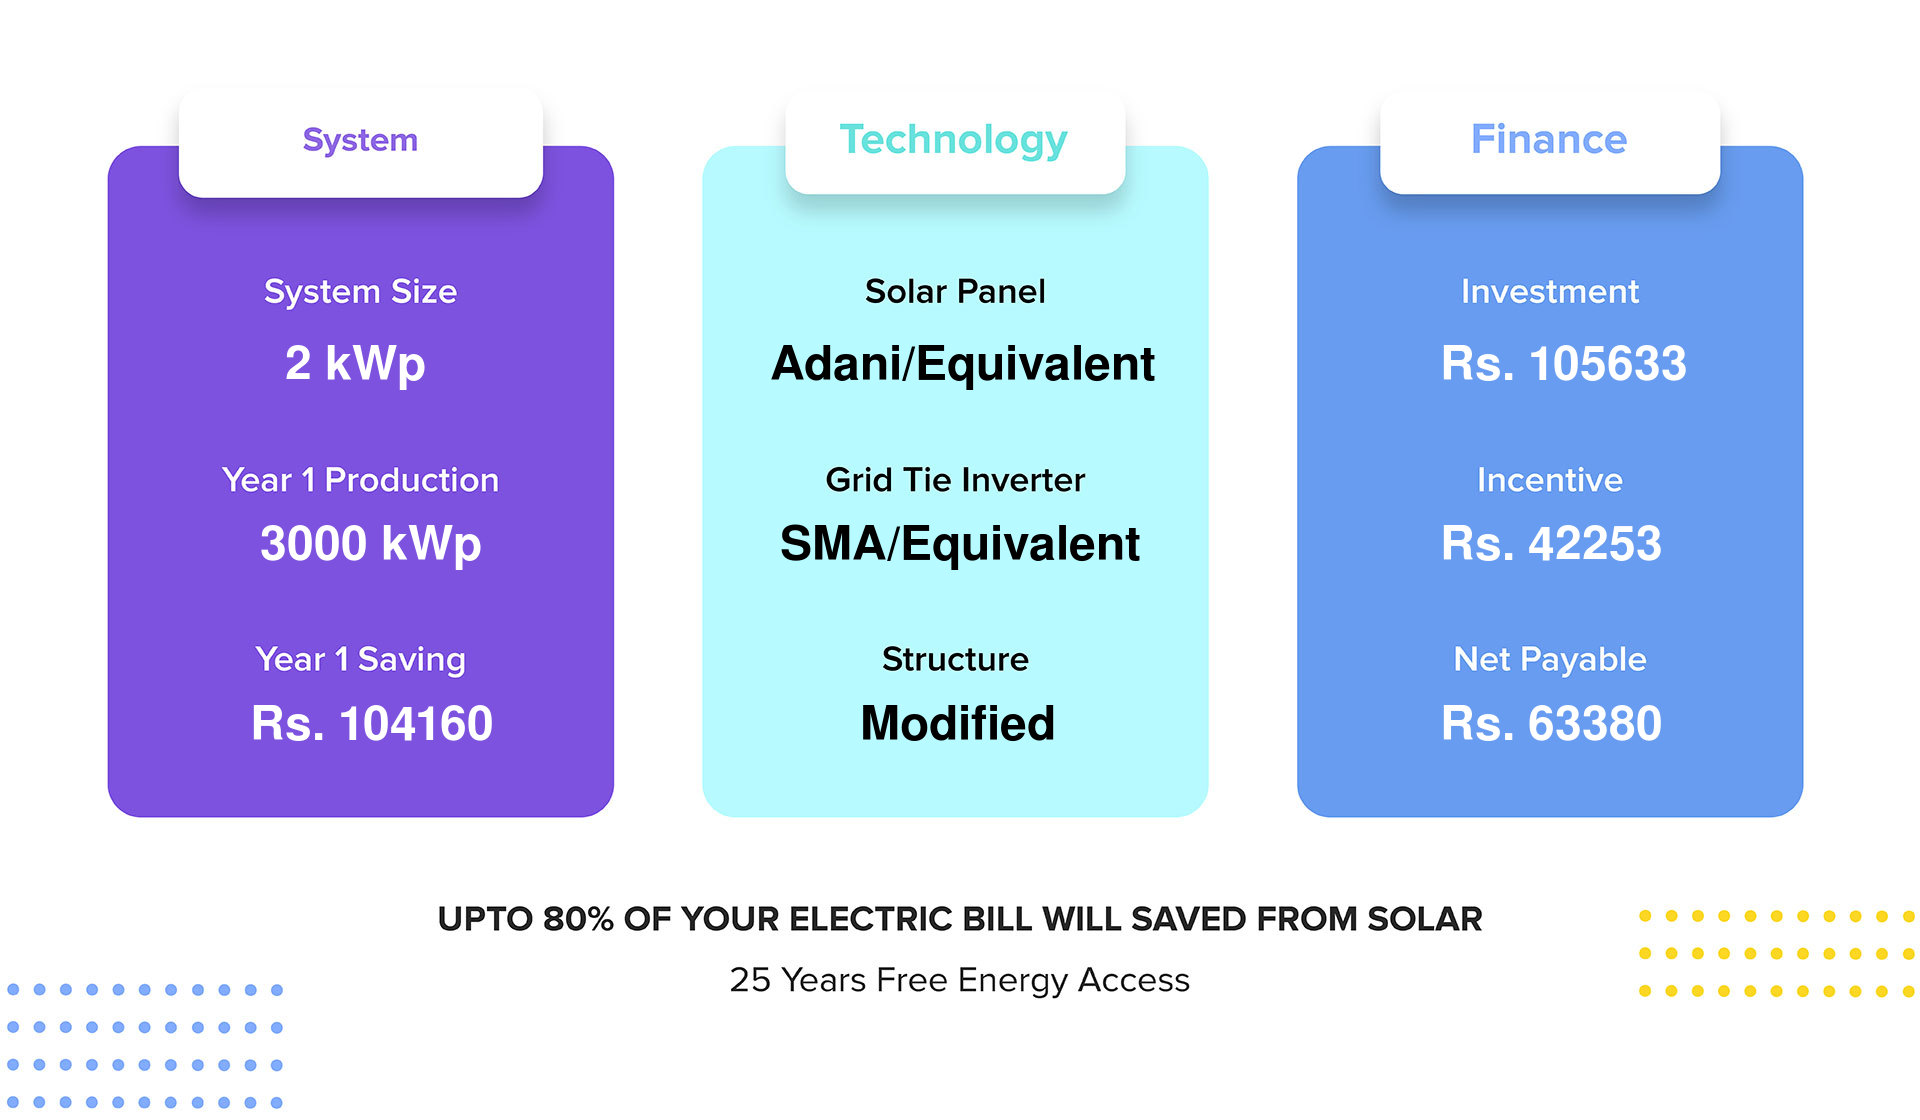 System
System Size
2 kWp
Year 1 Production
3000 kWp
Year 1 Saving
Rs. 104160
Technology
Solar Panel
Adani/Equivalent
Grid Tie Inverter
SMA/Equivalent
Structure
Modified
Finance
Investment
Rs. 105633
Incentive
Rs. 42253
Net Payable
Rs. 63380
UPTO 80% OF YOUR ELECTRIC BILL WILL SAVED FROM SOLAR
25 Years Free Energy Access